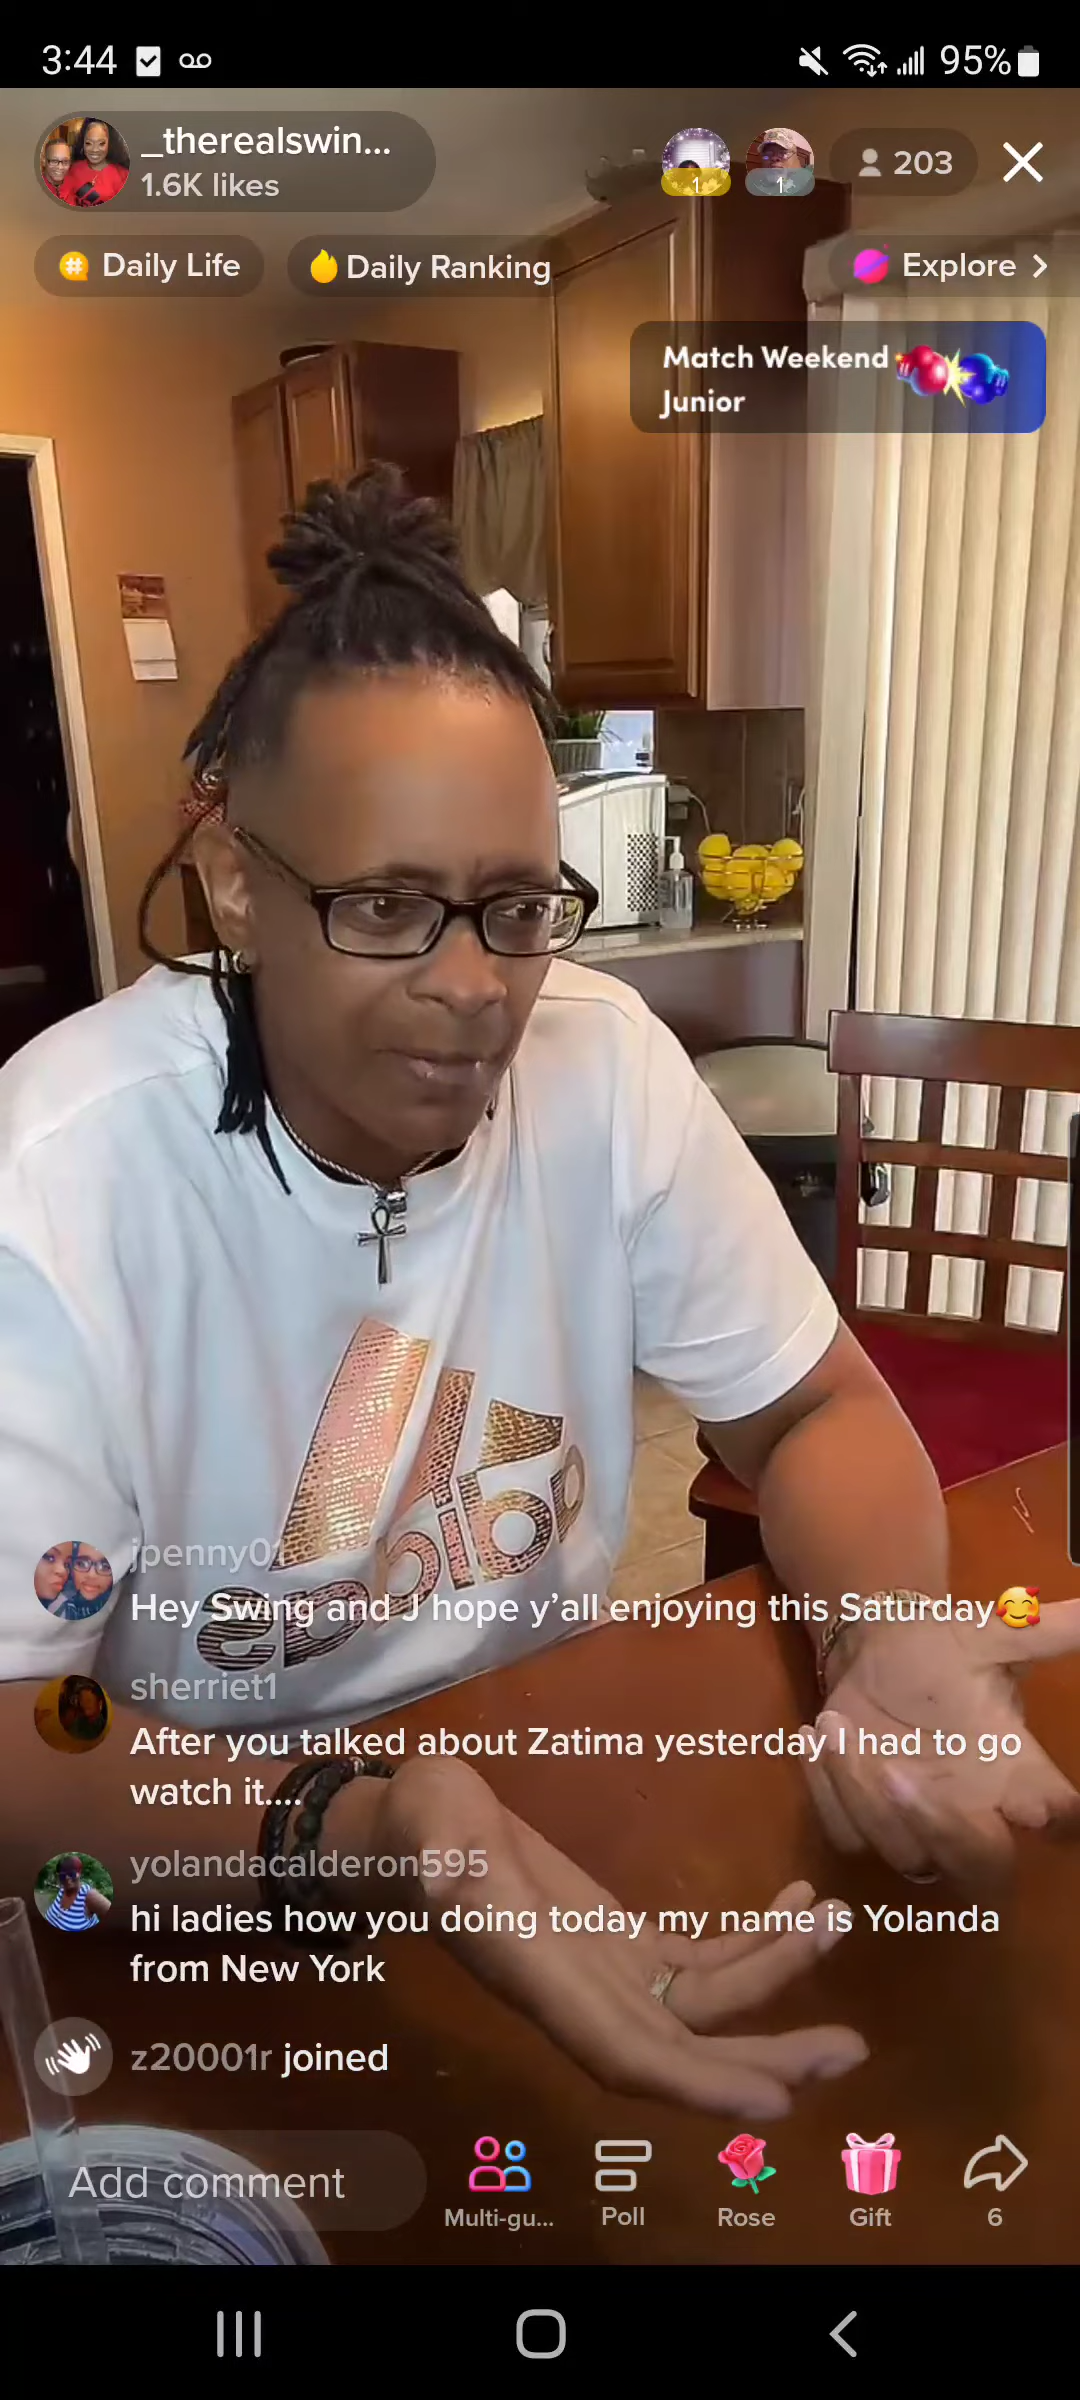 3:44
95%
_therealswin...
1.6K likes
1
1
203
Daily Life
Daily Ranking
Explore >
Match Weekend
Junior
adidas
jpenny01
Hey Swing and J hope y’all enjoying this Saturday🥰
sherriet1
After you talked about Zatima yesterday I had to go
watch it....
yolandacalderon595
hi ladies how you doing today my name is Yolanda
from New York
z20001r joined
Add comment
Multi-gu...
Poll
Rose
Gift
6